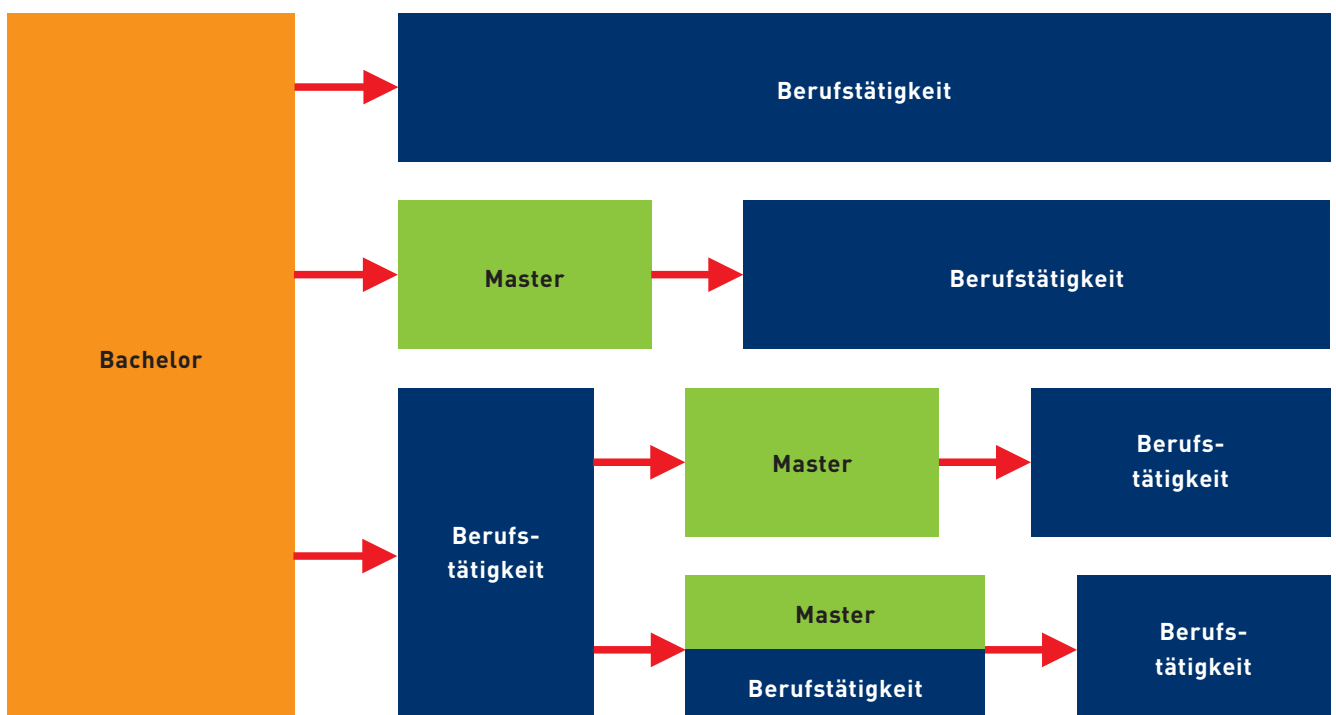 Berufstätigkeit
Master
Berufstätigkeit
Bachelor
Master
Berufs-
tätigkeit
Berufs-
tätigkeit
Master
Berufstätigkeit
Berufs-
tätigkeit